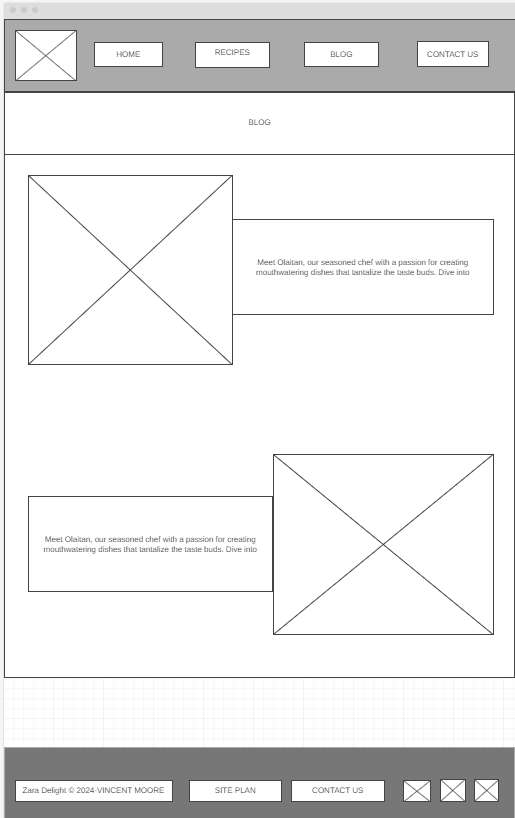 HOME
RECIPES
BLOG
CONTACT US
BLOG
Meet Olaitan, our seasoned chef with a passion for creating
mouthwatering dishes that tantalize the taste buds. Dive into
Meet Olaitan, our seasoned chef with a passion for creating
mouthwatering dishes that tantalize the taste buds. Dive into
Zara Delight © 2024-VINCENT MOORE
SITE PLAN
CONTACT US